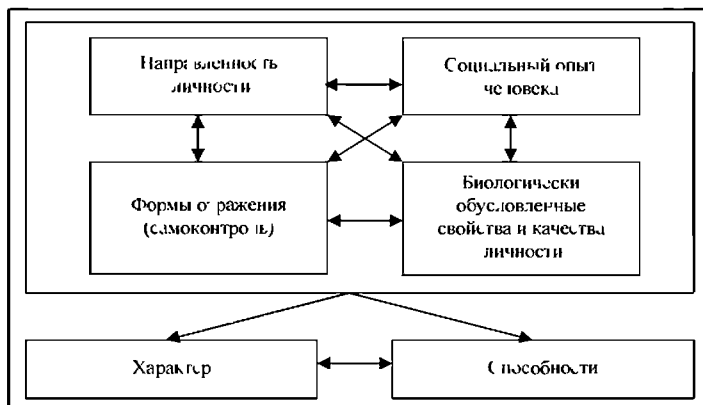 Направленность
личности
Социальный опыт
человека
Формы отражения
(самоконтроль)
Биологически
обусловленные
свойства и качества
личности
Характер
Способности